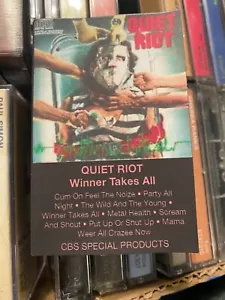 QUIET
RIOT
QUIET RIOT
Winner Takes All
Cum On Feel The Noize • Party All
Night • The Wild And The Young •
Winner Takes All • Metal Health • Scream
And Shout • Put Up Or Shut Up • Mama
Weer All Crazee Now
CBS SPECIAL PRODUCTS
PAUL SIMON